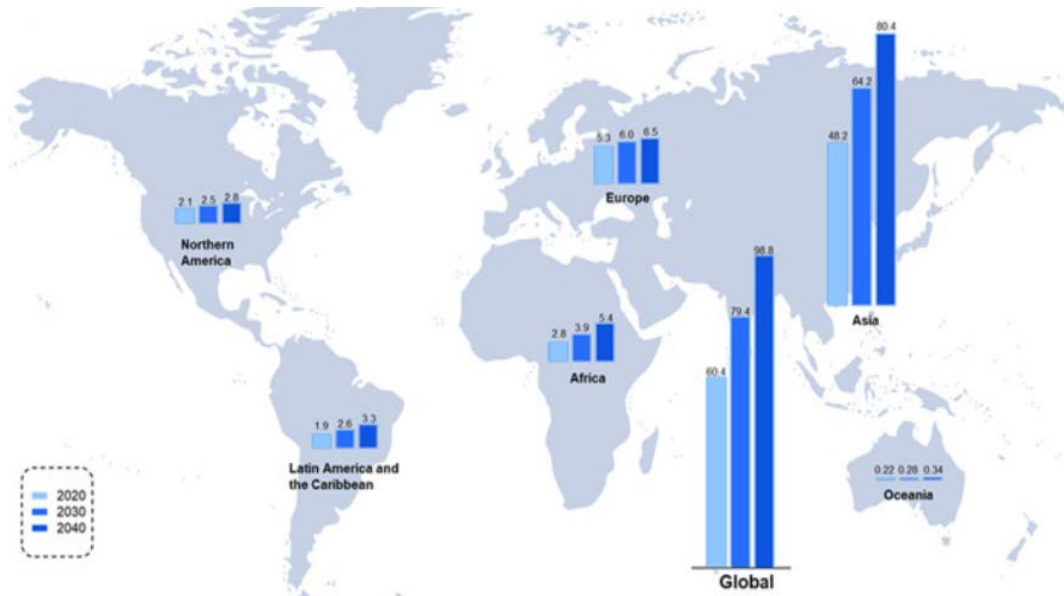 80.4
64.2
48.2
Asia
5.3 6.0 6.5
Europe
2.1 2.5 2.8
Northern
America
98.8
79.4
60.4
Global
2.8 3.9 5.4
Africa
1.9 2.6 3.3
Latin America and
the Caribbean
0.22 0.28 0.34
Oceania
2020
2030
2040